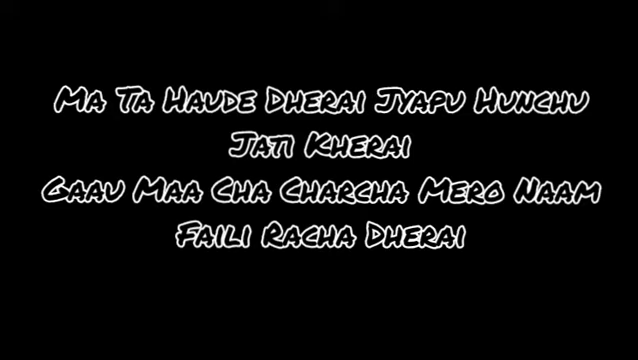 Ma Ta Haude Dherai Jyapu Hunchu
Jati Kherai
Gaau Maa Cha Charcha Mero Naam
Faili Racha Dherai